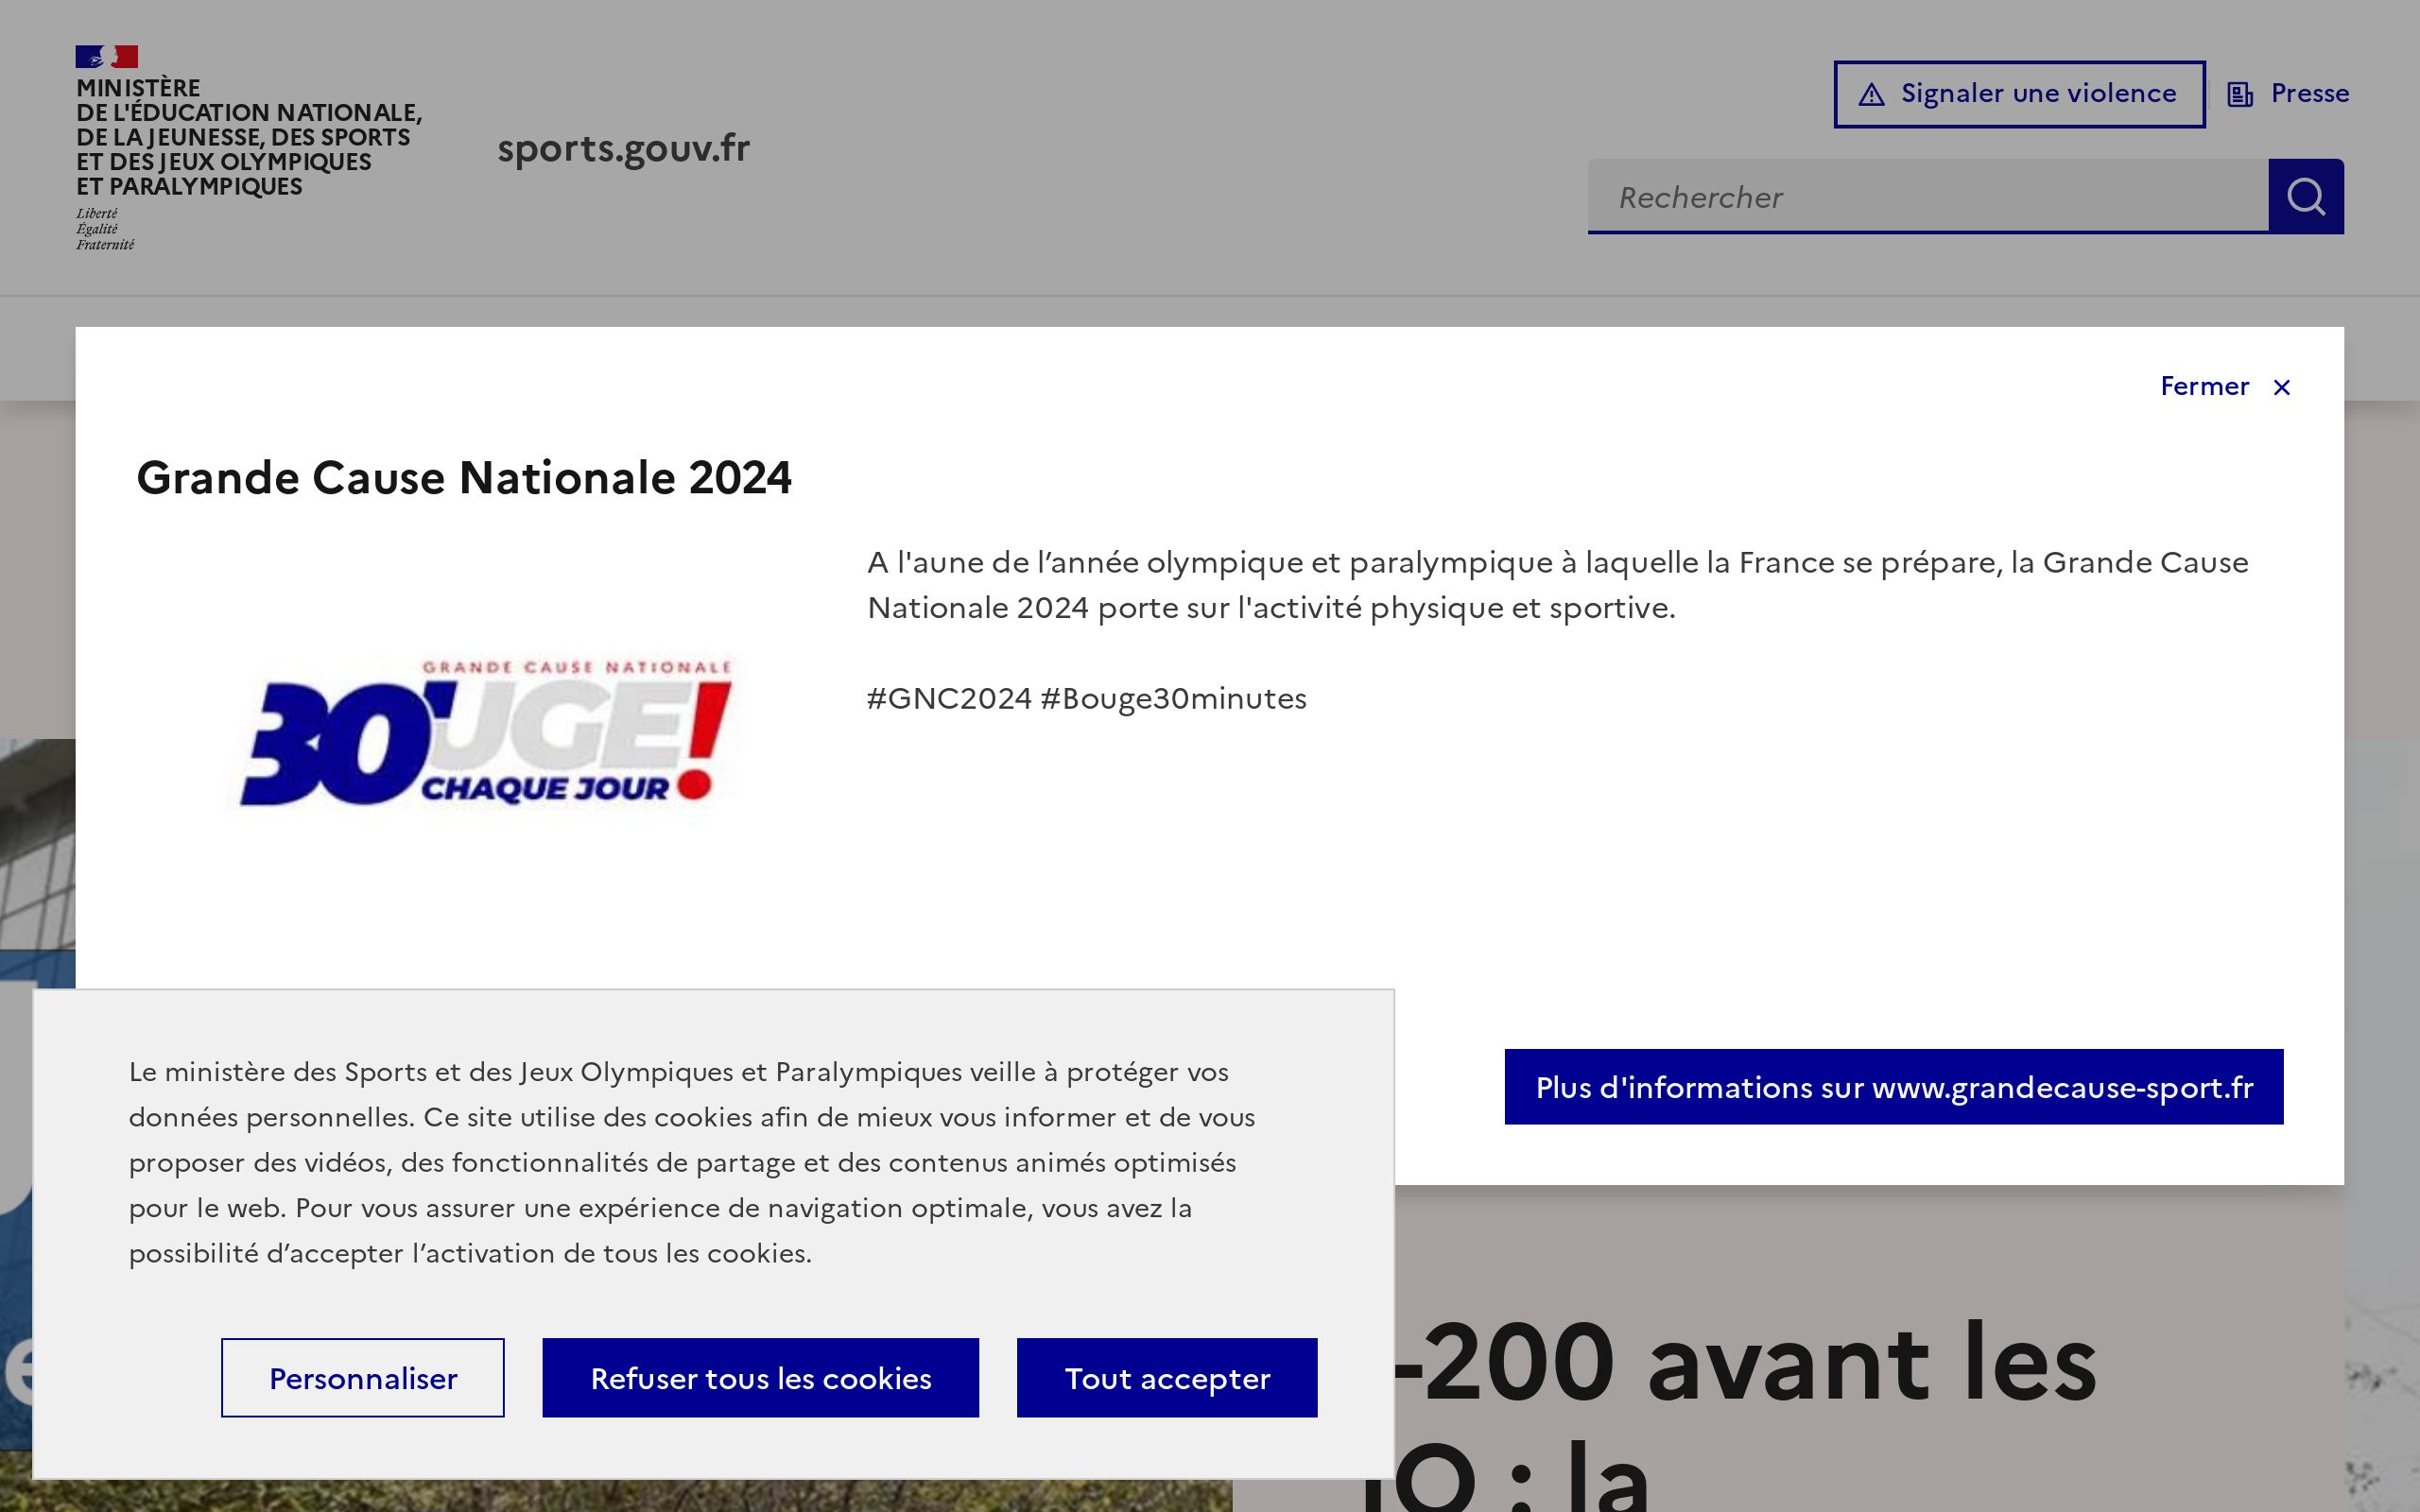 MINISTÈRE
DE L'ÉDUCATION NATIONALE,
DE LA JEUNESSE, DES SPORTS
ET DES JEUX OLYMPIQUES
ET PARALYMPIQUES
Liberté
Égalité
Fraternité
sports.gouv.fr
Signaler une violence
Presse
Rechercher
Fermer
Grande Cause Nationale 2024
A l'aune de l’année olympique et paralympique à laquelle la France se prépare, la Grande Cause
Nationale 2024 porte sur l'activité physique et sportive.
#GNC2024 #Bouge30minutes
GRANDE CAUSE NATIONALE
30'UGE!
CHAQUE JOUR
Plus d'informations sur www.grandecause-sport.fr
Le ministère des Sports et des Jeux Olympiques et Paralympiques veille à protéger vos
données personnelles. Ce site utilise des cookies afin de mieux vous informer et de vous
proposer des vidéos, des fonctionnalités de partage et des contenus animés optimisés
pour le web. Pour vous assurer une expérience de navigation optimale, vous avez la
possibilité d’accepter l’activation de tous les cookies.
Personnaliser
Refuser tous les cookies
Tout accepter
-200 avant les
JO : la